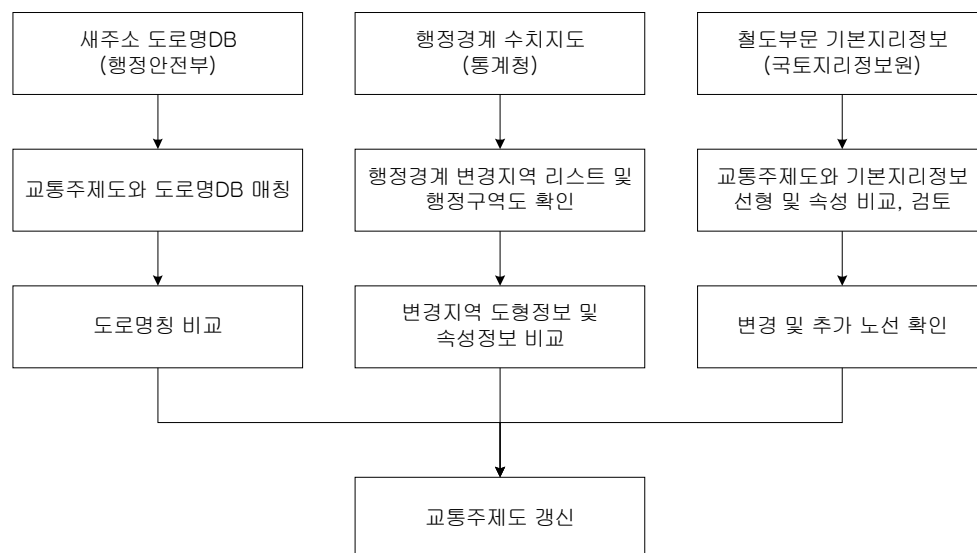 새주소 도로명DB
(행정안전부)
행정경계 수치지도
(통계청)
철도부문 기본지리정보
(국토지리정보원)
교통주제도와 도로명DB 매칭
행정경계 변경지역 리스트 및
행정구역도 확인
교통주제도와 기본지리정보
선형 및 속성 비교, 검토
도로명칭 비교
변경지역 도형정보 및
속성정보 비교
변경 및 추가 노선 확인
교통주제도 갱신